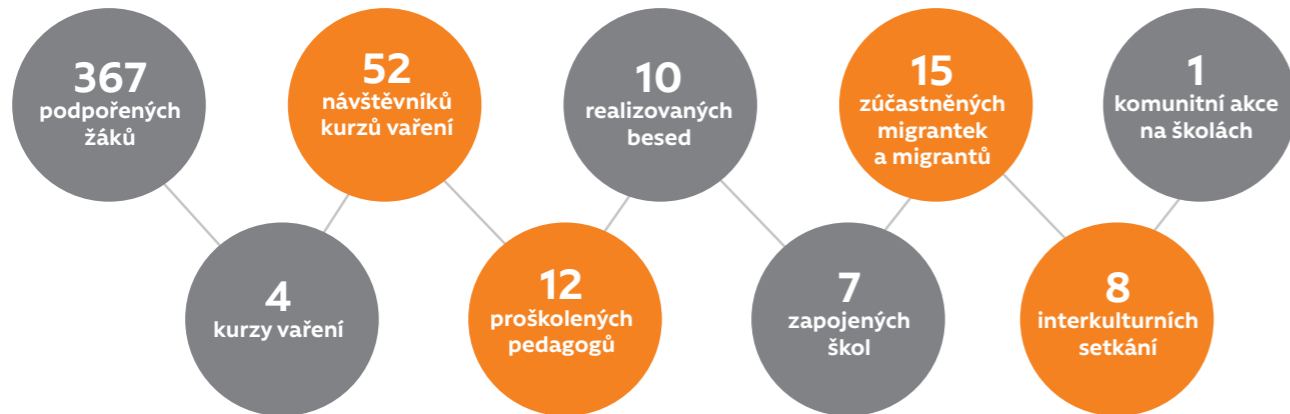 367
podpořených
žáků
52
návštěvníků
kurzů vaření
10
realizovaných
besed
15
zúčastněných
migrantek
a migrantů
1
komunitní akce
na školách
4
kurzy vaření
12
proškolených
pedagogů
7
zapojených
škol
8
interkulturních
setkání